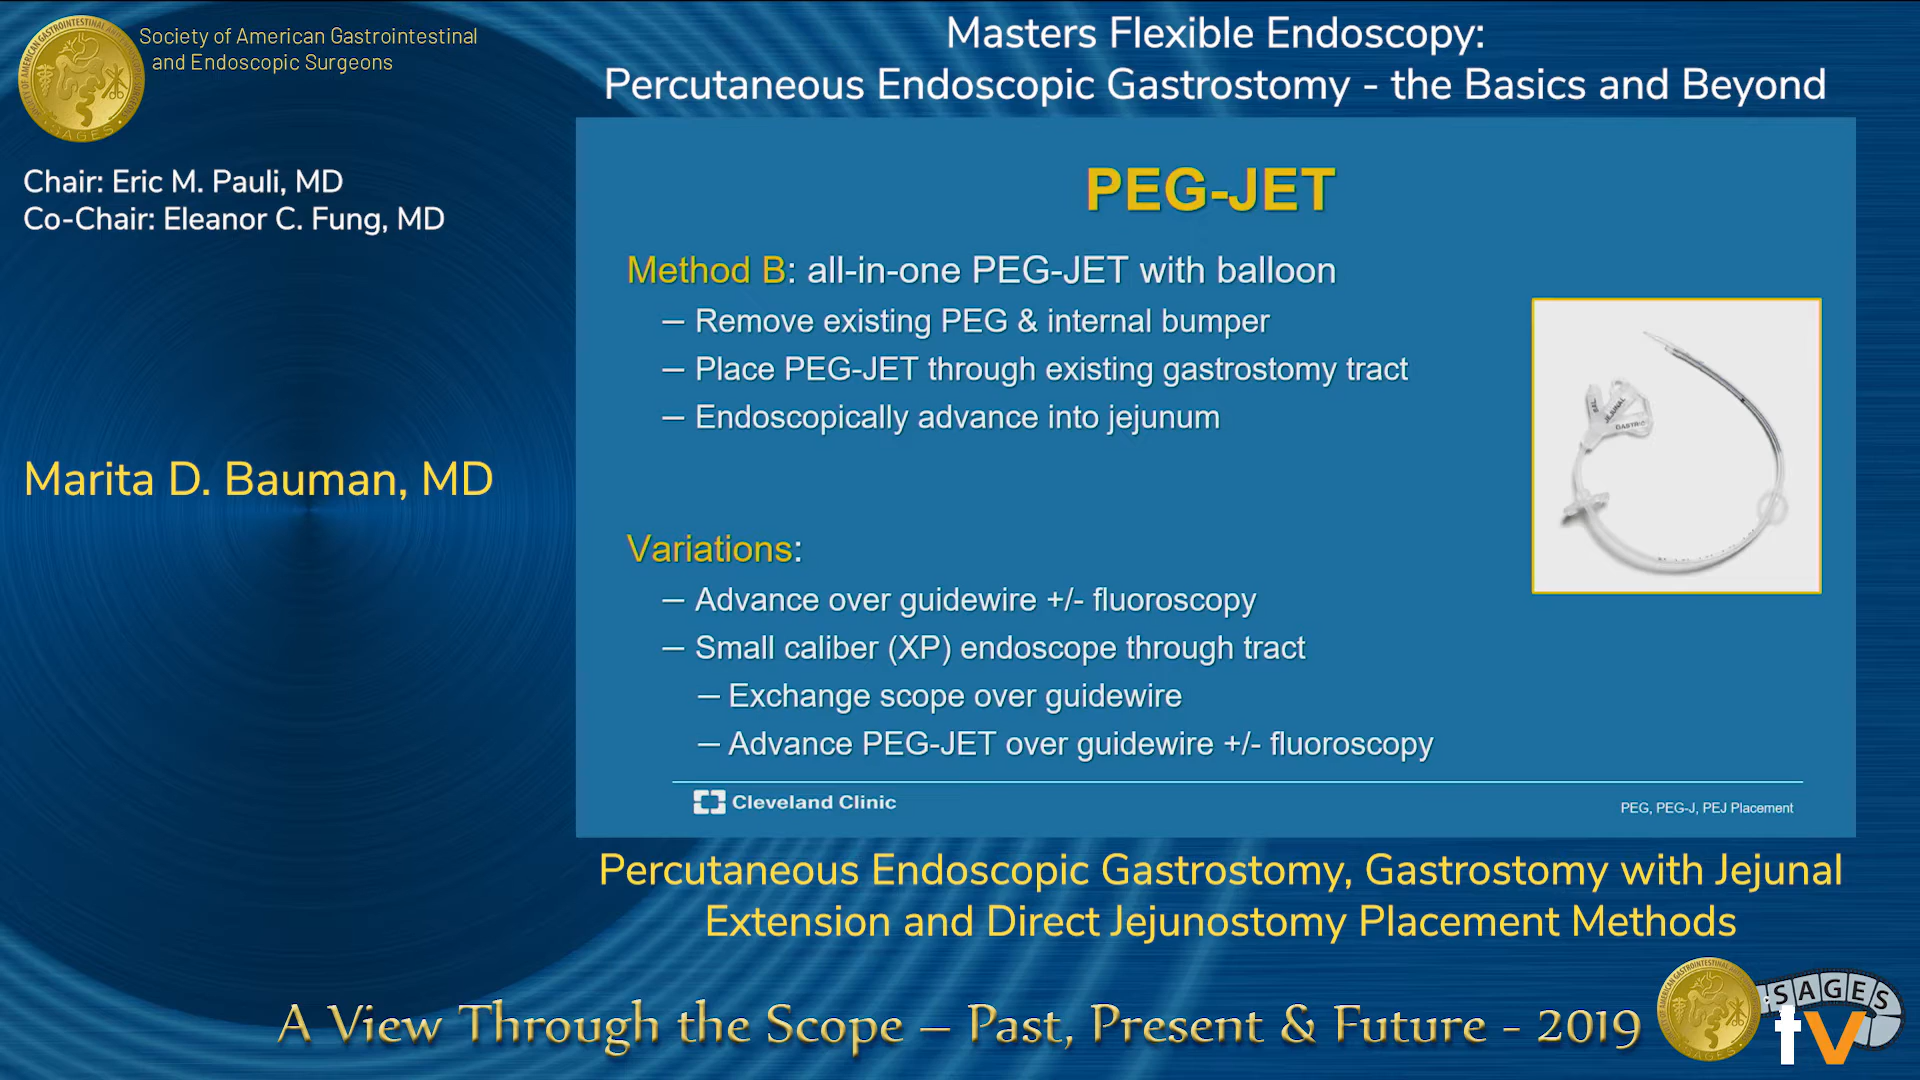 Society of American Gastrointestinal
and Endoscopic Surgeons
Masters Flexible Endoscopy:
Percutaneous Endoscopic Gastrostomy - the Basics and Beyond
Chair: Eric M. Pauli, MD
Co-Chair: Eleanor C. Fung, MD
Marita D. Bauman, MD
PEG-JET
Method B: all-in-one PEG-JET with balloon
– Remove existing PEG & internal bumper
– Place PEG-JET through existing gastrostomy tract
– Endoscopically advance into jejunum
Variations:
– Advance over guidewire +/- fluoroscopy
– Small caliber (XP) endoscope through tract
– Exchange scope over guidewire
– Advance PEG-JET over guidewire +/- fluoroscopy
Cleveland Clinic
PEG, PEG-J, PEJ Placement
Percutaneous Endoscopic Gastrostomy, Gastrostomy with Jejunal
Extension and Direct Jejunostomy Placement Methods
A View Through the Scope – Past, Present & Future - 2019
SAGES
tv